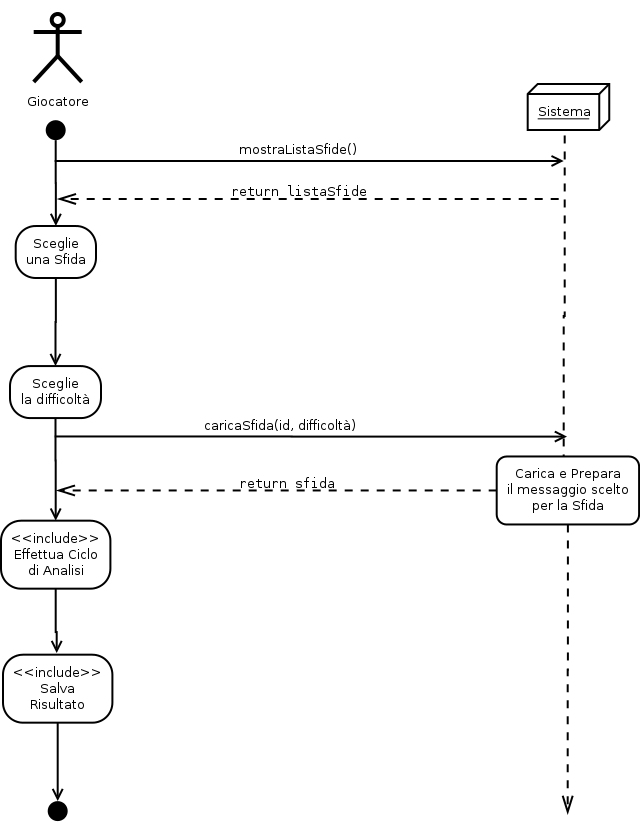 Giocatore
Sistema
mostraListaSfide()
return listaSfide
Sceglie
una Sfida
Sceglie
la difficoltà
caricaSfida(id, difficoltà)
Carica e Prepara
il messaggio scelto
per la Sfida
return sfida
<<include>>
Effettua Ciclo
di Analisi
<<include>>
Salva
Risultato